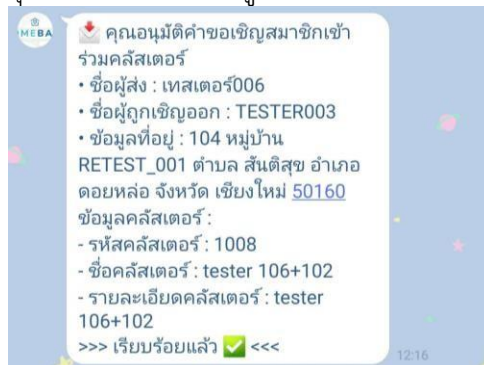 MEBA
📩 คุณอนุมัติคำขอเชิญสมาชิกเข้า
ร่วมคลัสเตอร์
• ชื่อผู้ส่ง : เทสเตอร์006
• ชื่อผู้ถูกเชิญออก : TESTER003
• ข้อมูลที่อยู่ : 104 หมู่บ้าน
RETEST_001 ตำบล สันติสุข อำเภอ
ดอยหล่อ จังหวัด เชียงใหม่ 50160
ข้อมูลคลัสเตอร์ :
- รหัสคลัสเตอร์ : 1008
- ชื่อคลัสเตอร์ : tester 106+102
- รายละเอียดคลัสเตอร์ : tester
106+102
>>> เรียบร้อยแล้ว ✅ <<<
12:16